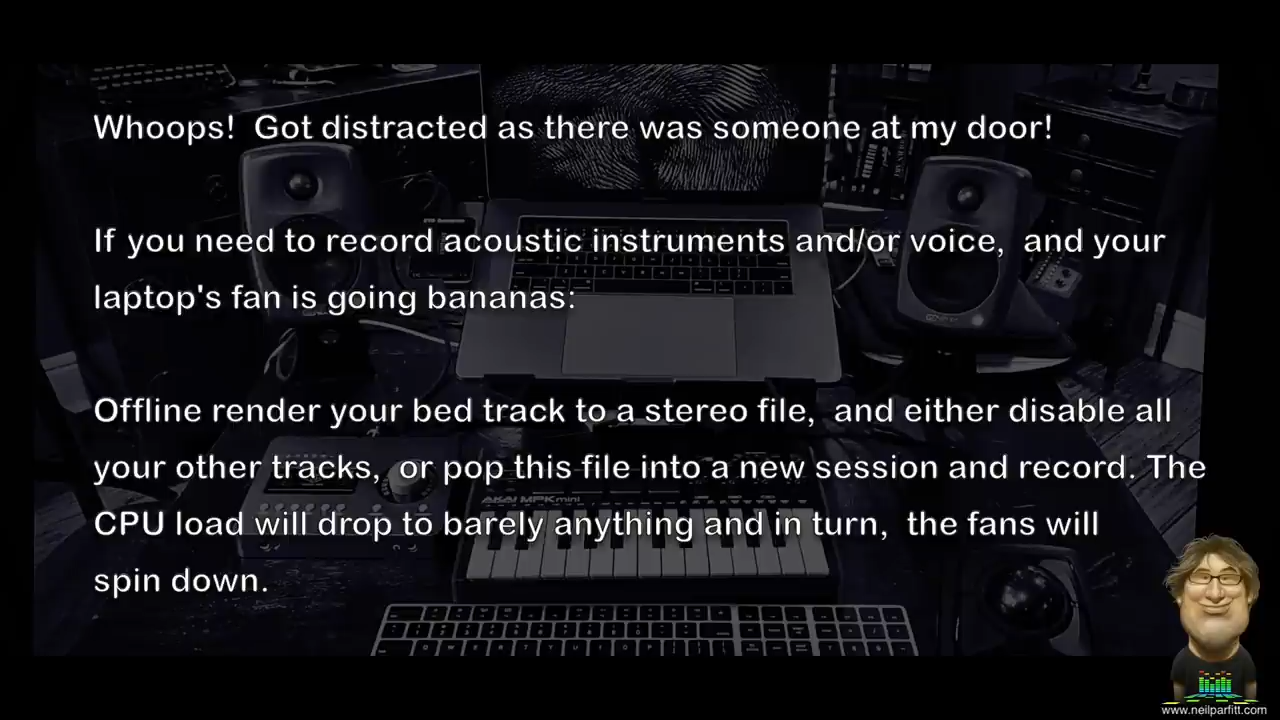 Whoops!  Got distracted as there was someone at my door!
If you need to record acoustic instruments and/or voice,  and your
laptop's fan is going bananas:
Offline render your bed track to a stereo file,  and either disable all
your other tracks,  or pop this file into a new session and record. The
CPU load will drop to barely anything and in turn,  the fans will
spin down.
AKAI MPKmini
www.neilparfitt.com